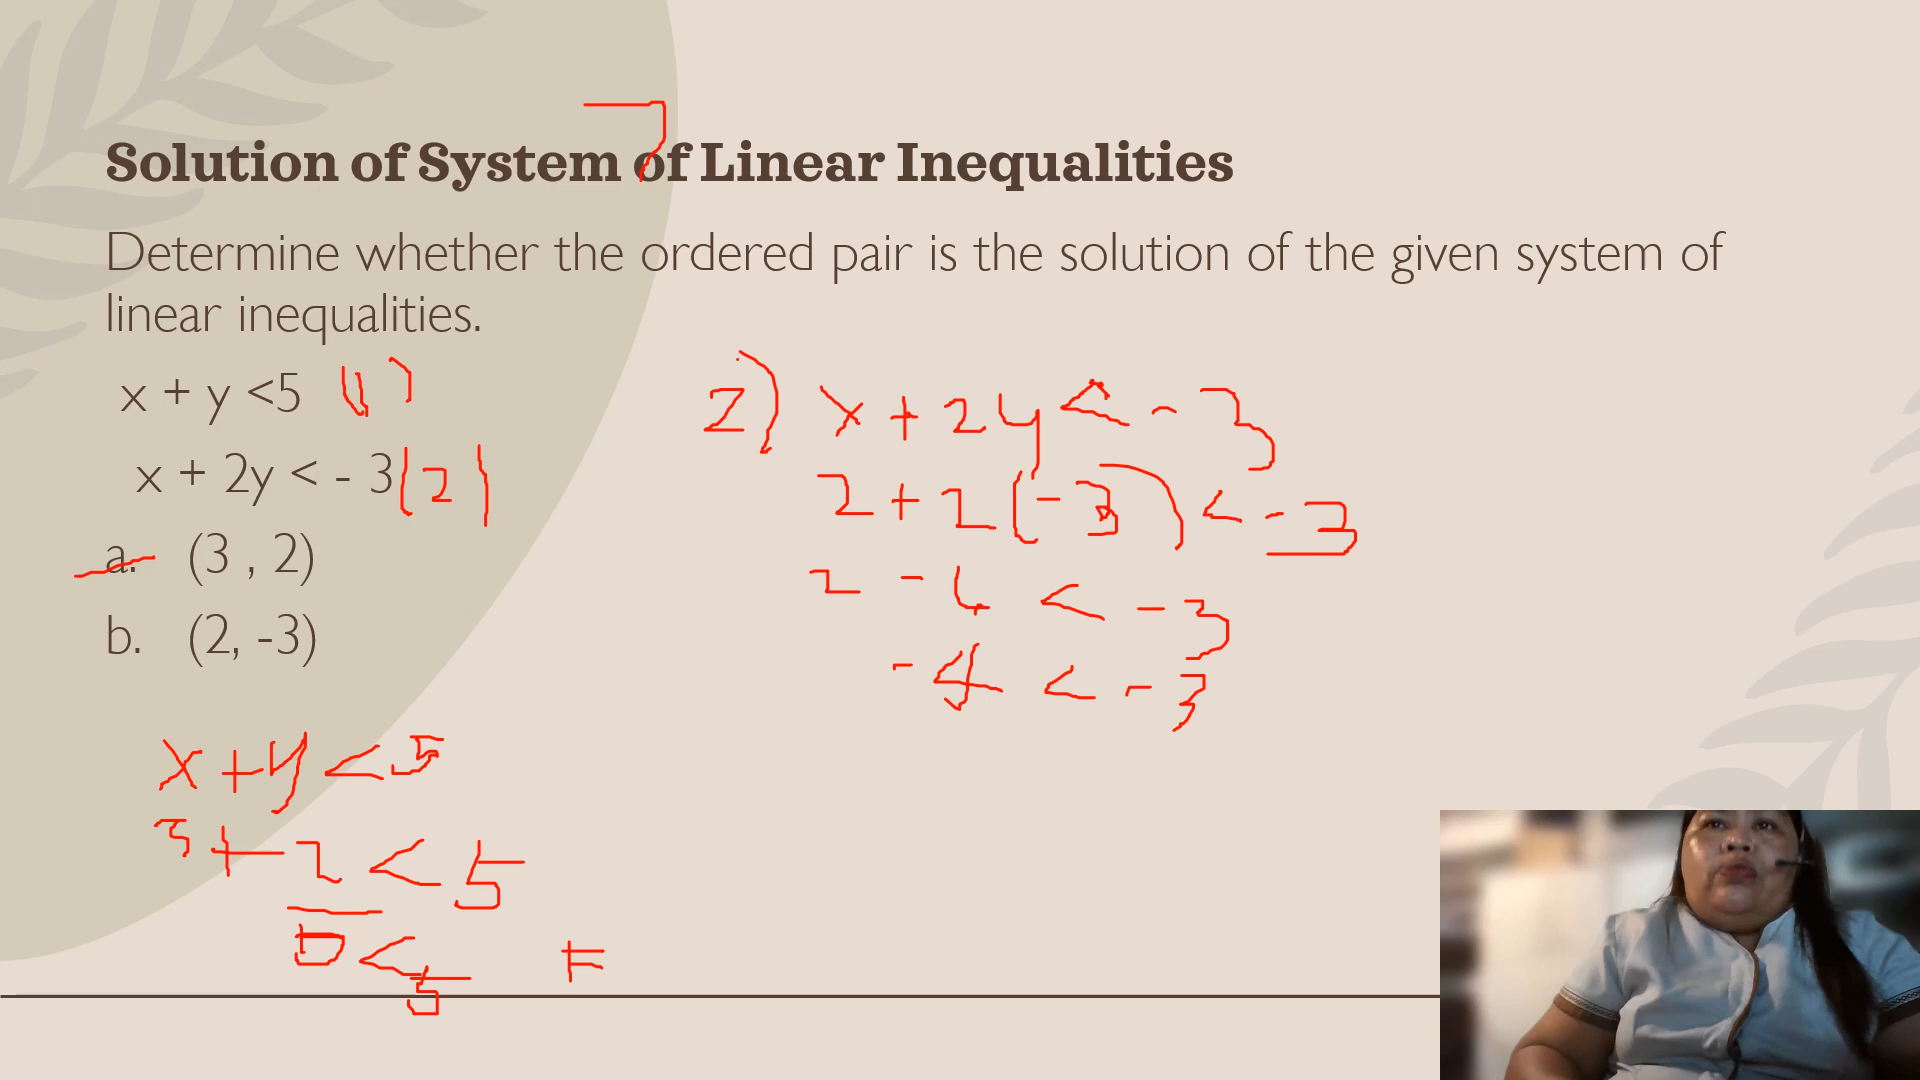 Solution of System of Linear Inequalities
Determine whether the ordered pair is the solution of the given system of
linear inequalities.
x + y <5 (1)
x + 2y < - 3 (2)
a. (3 , 2)
b. (2, -3)
x + y < 5
3 + 2 < 5
5 < 5 F
2) x + 2y < - 3
2 + 2 (-3) < - 3
2 - 6 < - 3
- 4 < - 3